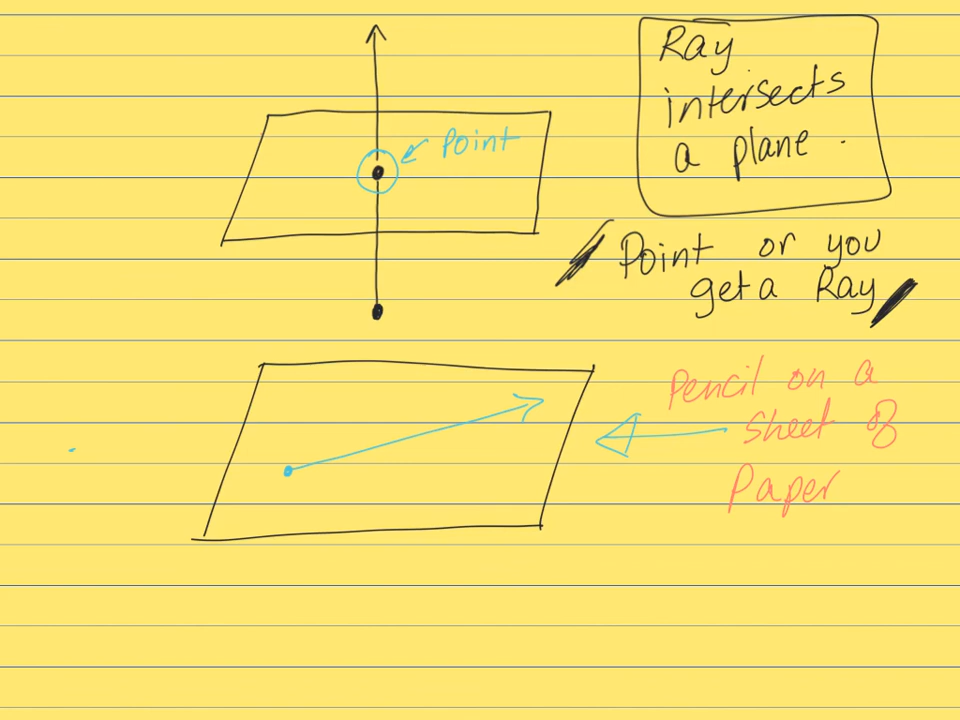 Ray
intersects
a plane.
Point
Point or you
get a Ray
Pencil on a
sheet of
Paper